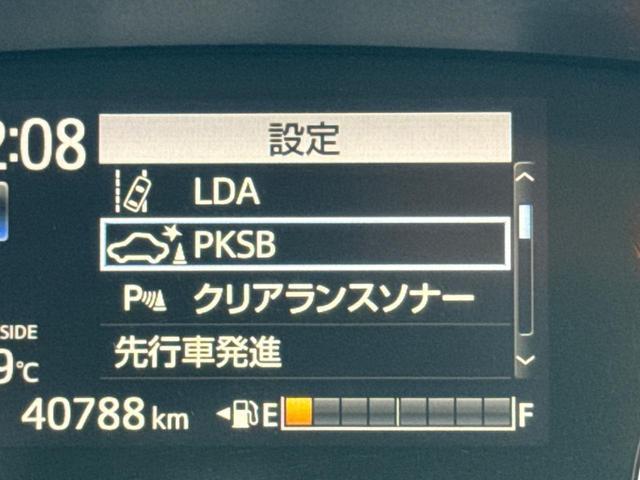 2:08
設定
LDA
PKSB
P クリアランスソナー
SIDE
9℃
先行車発進
40788 km
E F